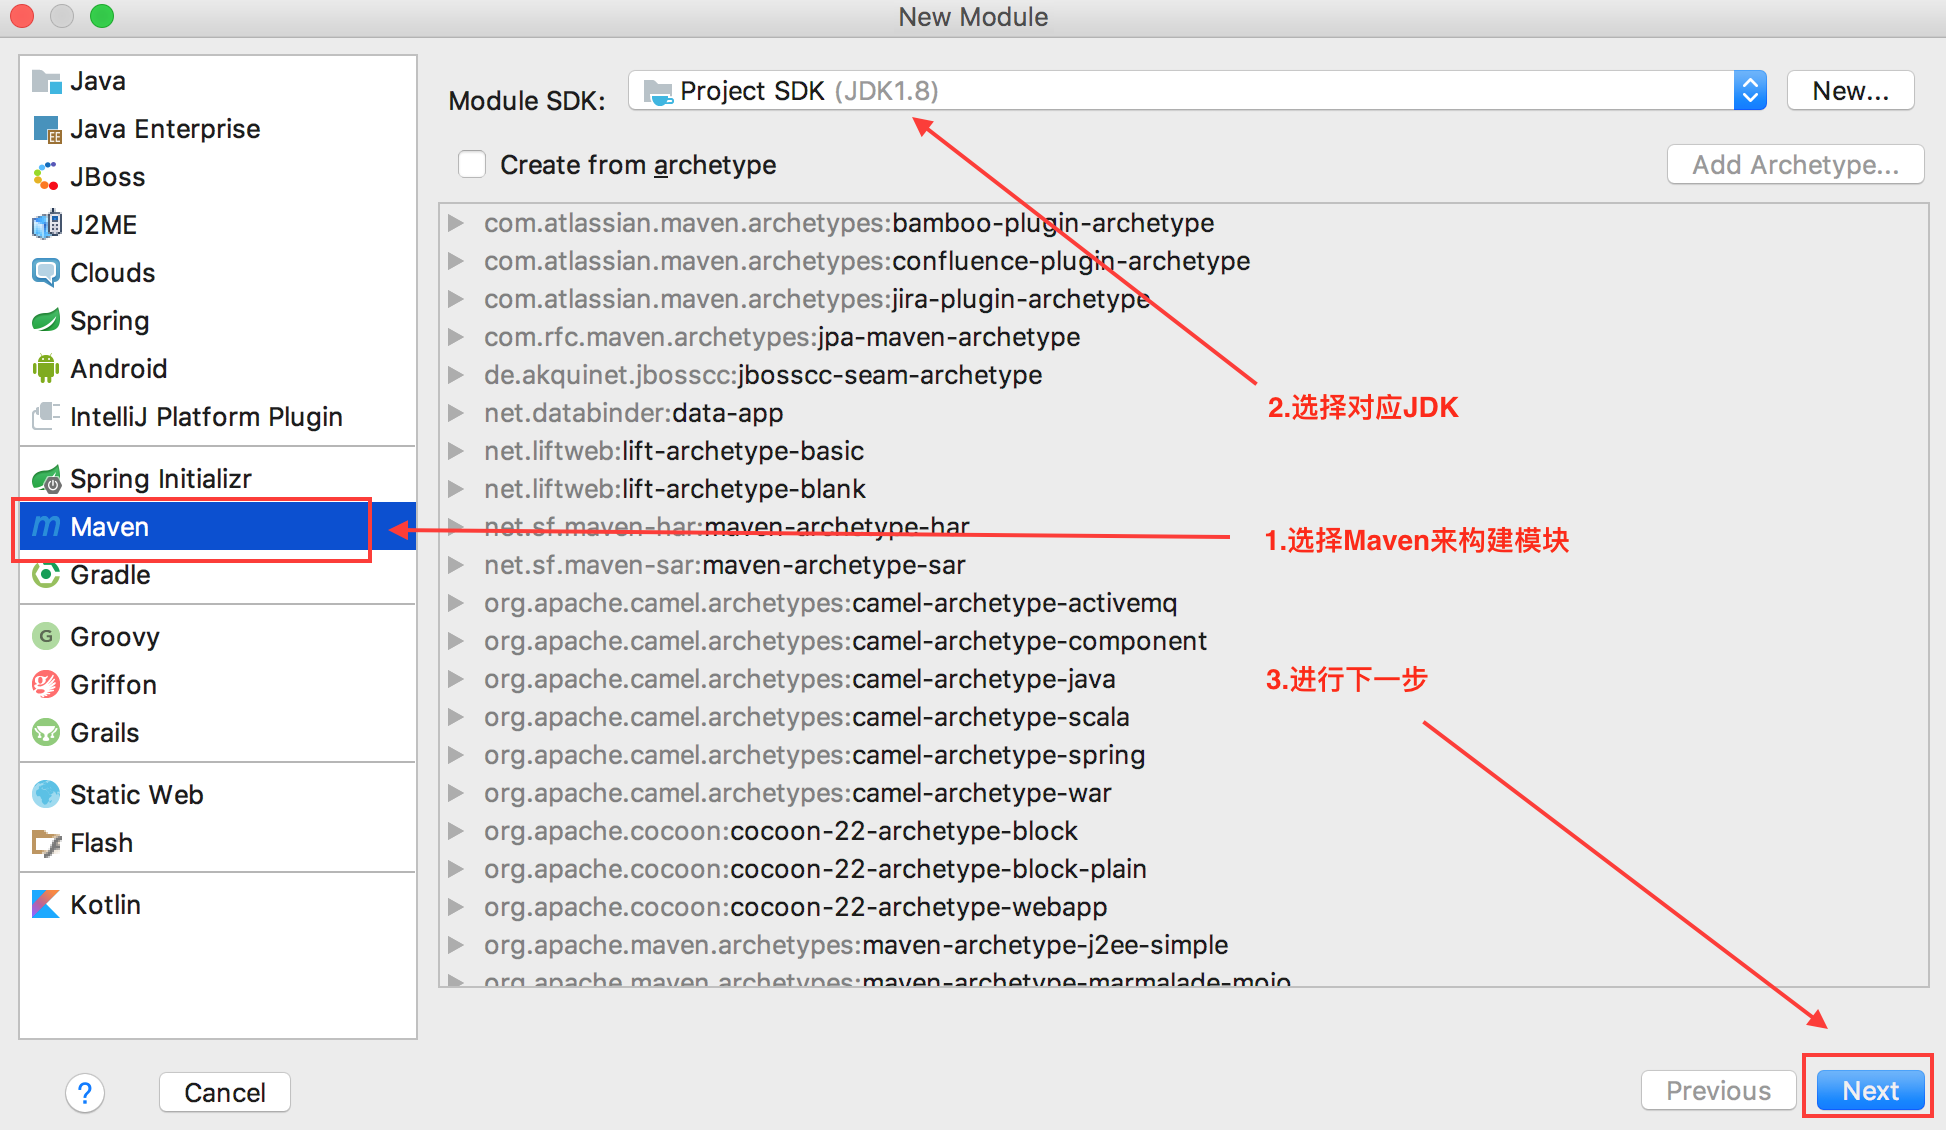 New Module
Java
Java Enterprise
JBoss
J2ME
Clouds
Spring
Android
IntelliJ Platform Plugin
Spring Initializr
Maven
Gradle
Groovy
Griffon
Grails
Static Web
Flash
Kotlin
Module SDK:
Project SDK (JDK1.8)
New...
Create from archetype
Add Archetype...
com.atlassian.maven.archetypes:bamboo-plugin-archetype
com.atlassian.maven.archetypes:confluence-plugin-archetype
com.atlassian.maven.archetypes:jira-plugin-archetype
com.rfc.maven.archetypes:jpa-maven-archetype
de.akquinet.jbosscc:jbosscc-seam-archetype
net.databinder:data-app
net.liftweb:lift-archetype-basic
net.liftweb:lift-archetype-blank
net.sf.maven-har:maven-archetype-har
net.sf.maven-sar:maven-archetype-sar
org.apache.camel.archetypes:camel-archetype-activemq
org.apache.camel.archetypes:camel-archetype-component
org.apache.camel.archetypes:camel-archetype-java
org.apache.camel.archetypes:camel-archetype-scala
org.apache.camel.archetypes:camel-archetype-spring
org.apache.camel.archetypes:camel-archetype-war
org.apache.cocoon:cocoon-22-archetype-block
org.apache.cocoon:cocoon-22-archetype-block-plain
org.apache.cocoon:cocoon-22-archetype-webapp
org.apache.maven.archetypes:maven-archetype-j2ee-simple
org.apache.maven.archetypes:maven-archetype-marmalade-mojo
2.选择对应JDK
1.选择Maven来构建模块
3.进行下一步
?
Cancel
Previous
Next